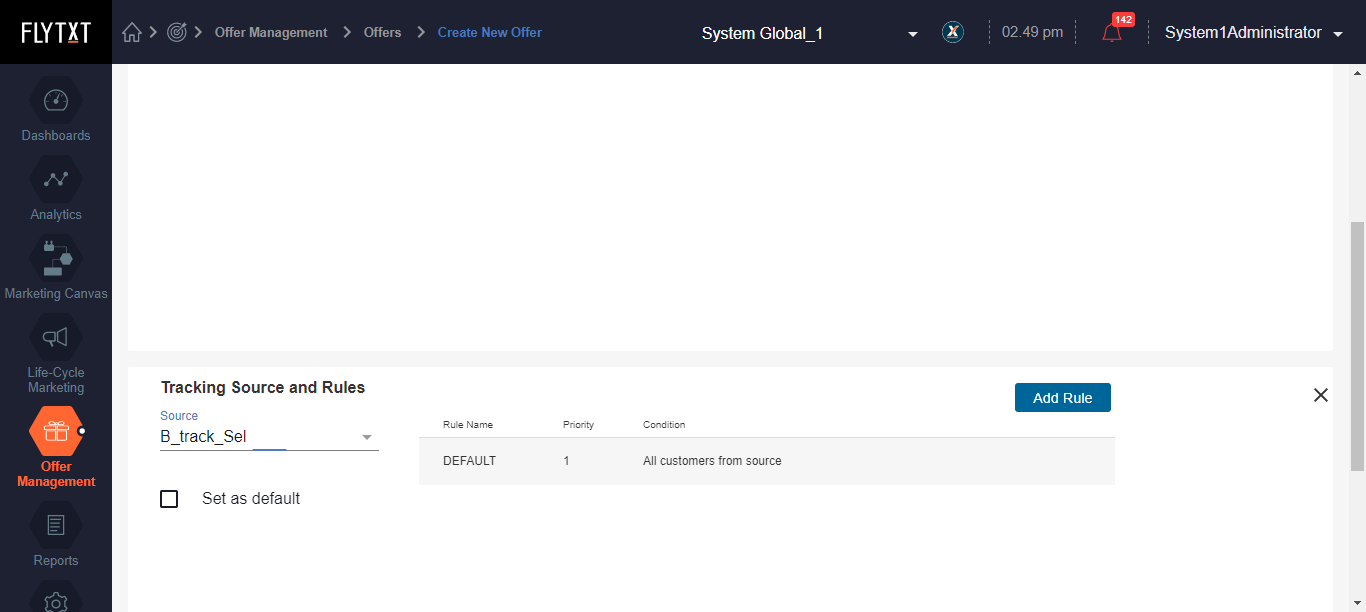 FLYTXT
Offer Management
Offers
Create New Offer
System Global_1
X
02.49 pm
142
System1Administrator
Dashboards
Analytics
Marketing Canvas
Life-Cycle
Marketing
Offer
Management
Reports
Tracking Source and Rules
Add Rule
Source
B_track_Sel
Rule Name
Priority
Condition
DEFAULT
1
All customers from source
Set as default